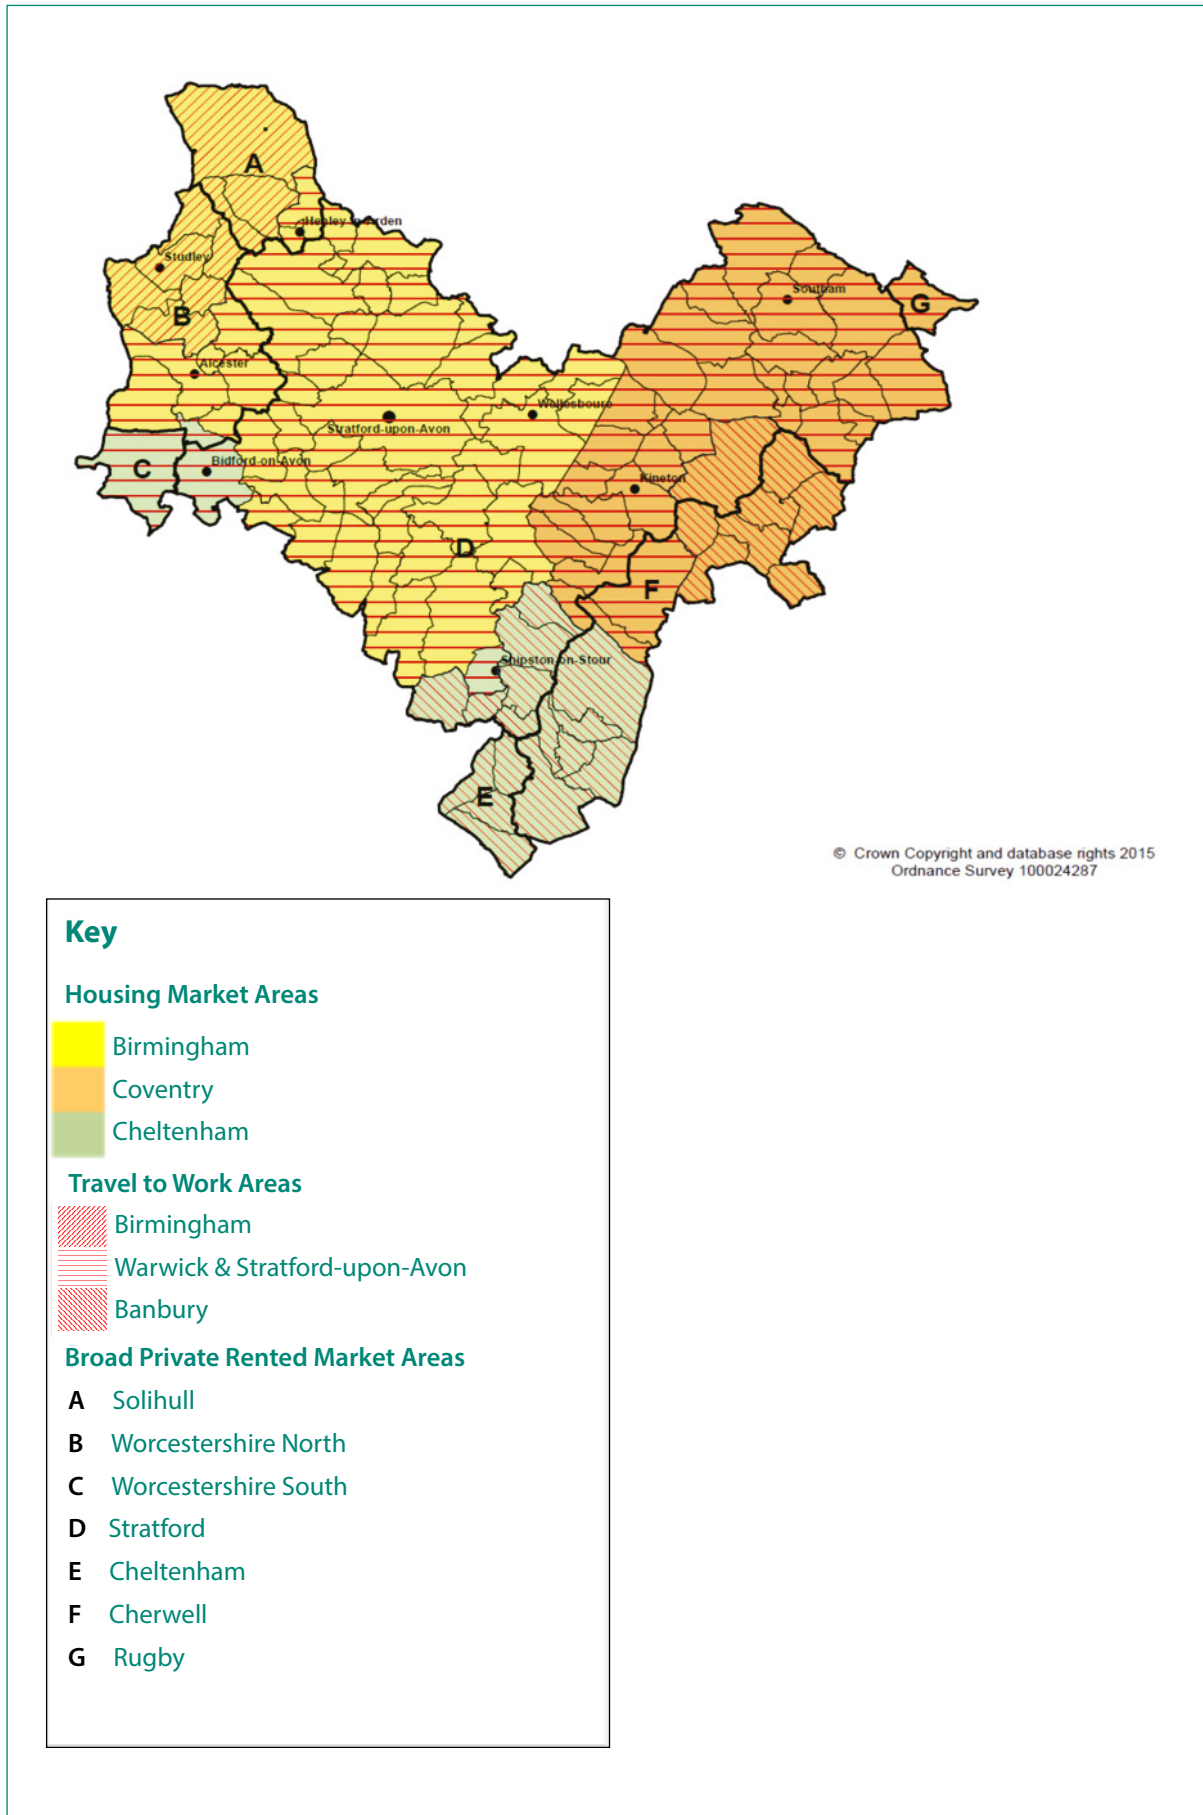 A
Henley-in-Arden
Studley
B
Alcester
Southam
G
Wellesboure
Stratford-upon-Avon
C
Bidford-on-Avon
Kineton
D
F
Shipston-on-Stour
E
© Crown Copyright and database rights 2015
Ordnance Survey 100024287
Key
Housing Market Areas
Birmingham
Coventry
Cheltenham
Travel to Work Areas
Birmingham
Warwick & Stratford-upon-Avon
Banbury
Broad Private Rented Market Areas
A Solihull
B Worcestershire North
C Worcestershire South
D Stratford
E Cheltenham
F Cherwell
G Rugby